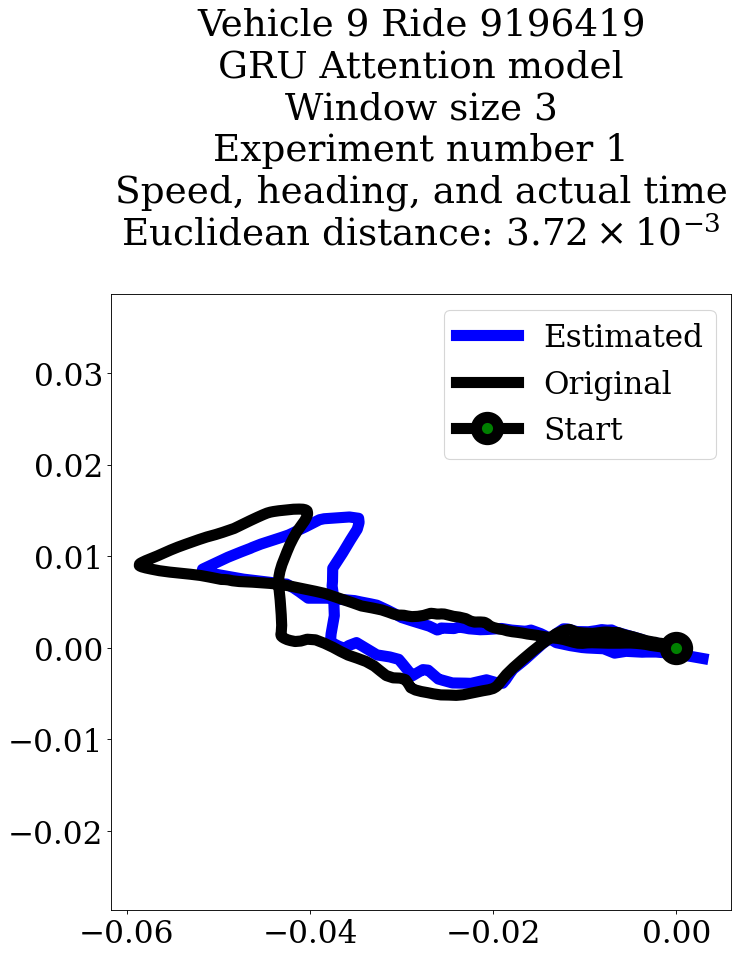 Vehicle 9 Ride 9196419
GRU Attention model
Window size 3
Experiment number 1
Speed, heading, and actual time
Euclidean distance: 3.72 × 10⁻³
Estimated
Original
Start
0.03
0.02
0.01
0.00
−0.01
−0.02
−0.06
−0.04
−0.02
0.00